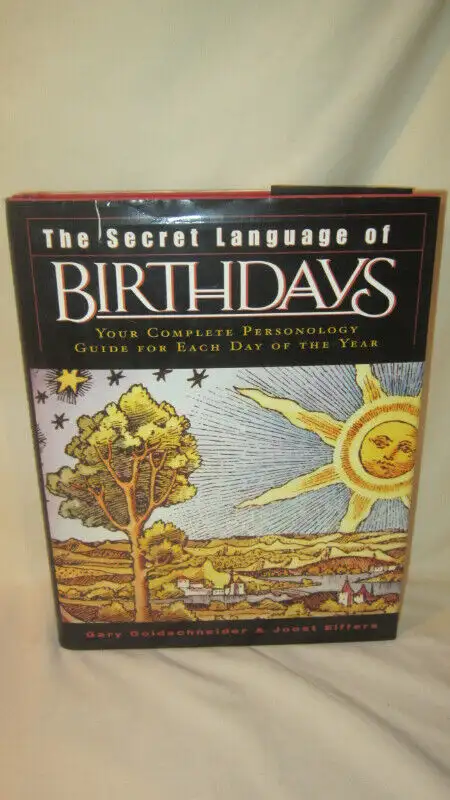 The Secret Language of
BIRTHDAYS
YOUR COMPLETE PERSONOLOGY
GUIDE FOR EACH DAY OF THE YEAR
Gary Goldschneider & Joost Elffers